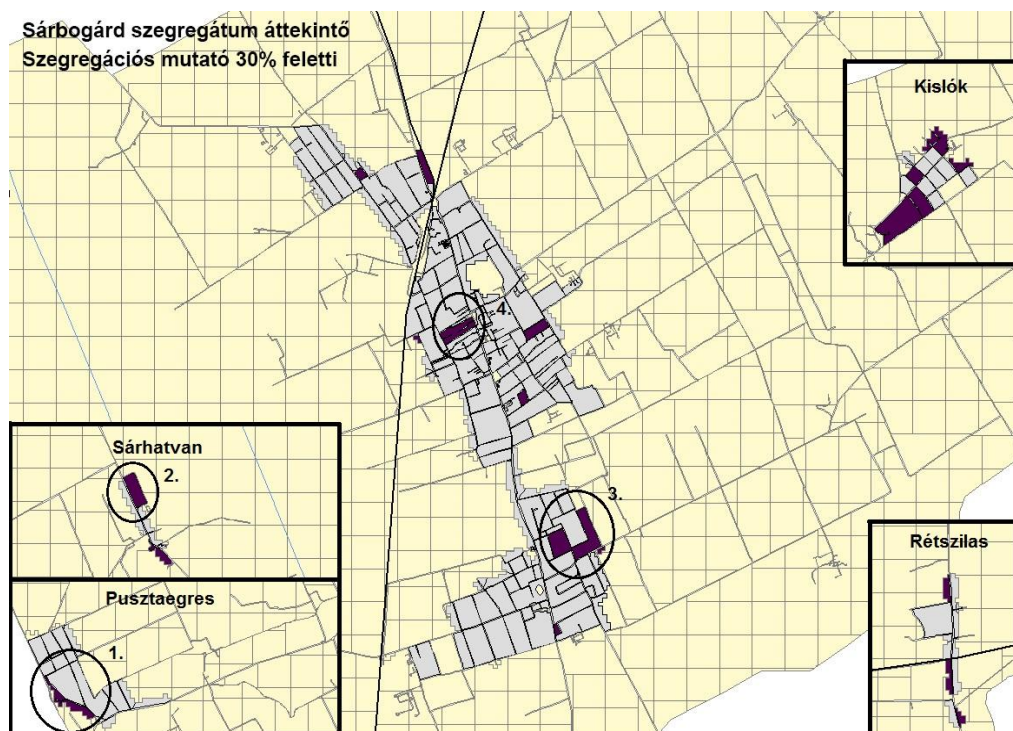 Sárbogárd szegregátum áttekintő
Szegregációs mutató 30% feletti
Kislók
4.
Sárhatvan
2.
3.
Rétszilas
Pusztaegres
1.